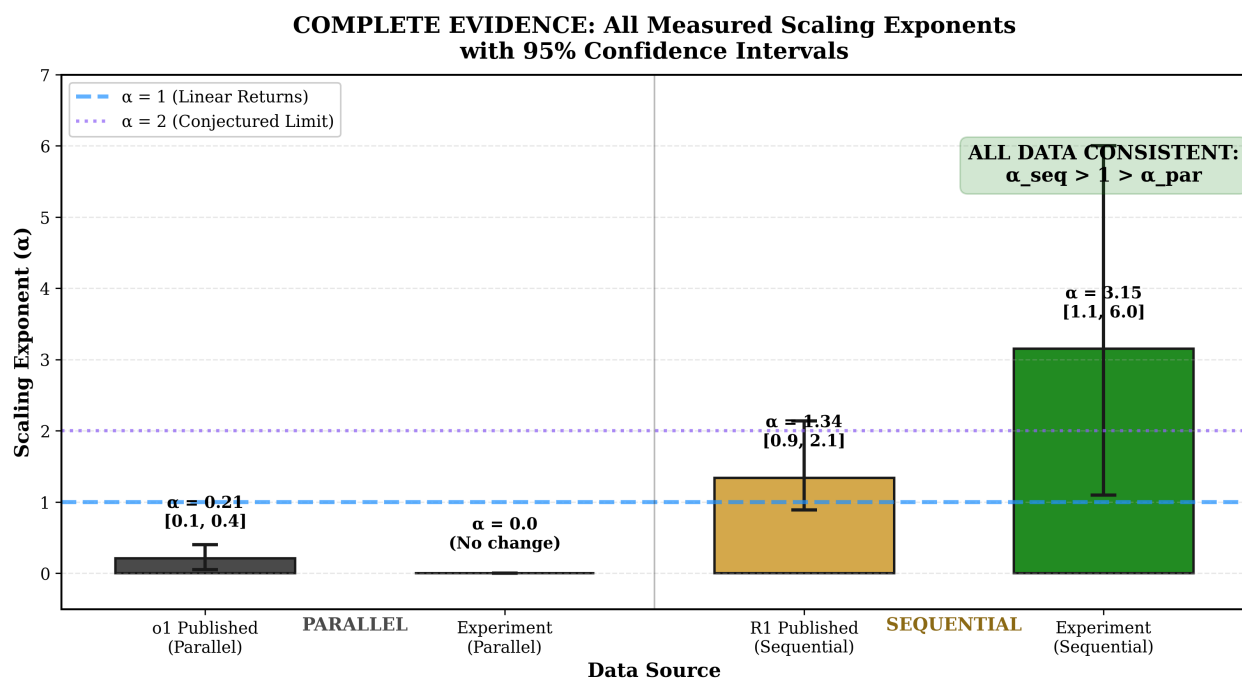 COMPLETE EVIDENCE: All Measured Scaling Exponents
with 95% Confidence Intervals
Scaling Exponent (α)
7
6
5
4
3
2
1
0
α = 1 (Linear Returns)
α = 2 (Conjectured Limit)
ALL DATA CONSISTENT:
α_seq > 1 > α_par
α = 0.21
[0.1, 0.4]
α = 0.0
(No change)
α = 1.34
[0.9, 2.1]
α = 3.15
[1.1, 6.0]
o1 Published
(Parallel)
PARALLEL
Experiment
(Parallel)
R1 Published
(Sequential)
SEQUENTIAL
Experiment
(Sequential)
Data Source